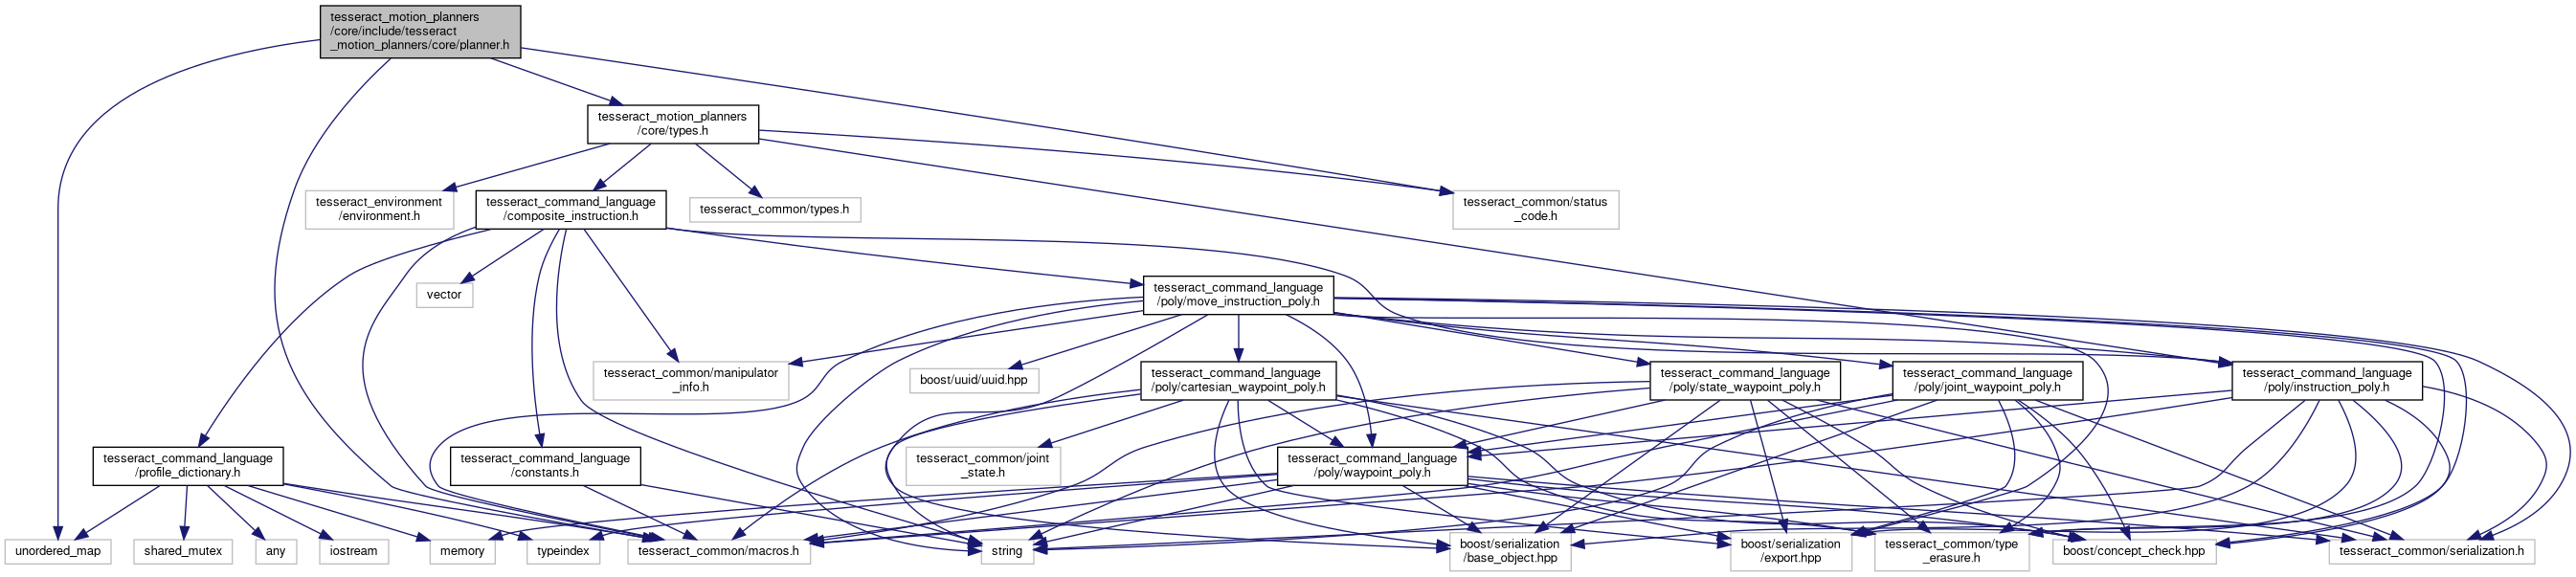 tesseract_motion_planners
/core/include/tesseract
_motion_planners/core/planner.h
tesseract_motion_planners
/core/types.h
tesseract_environment
/environment.h
tesseract_command_language
/composite_instruction.h
tesseract_common/types.h
tesseract_common/status
_code.h
vector
tesseract_command_language
/poly/move_instruction_poly.h
tesseract_common/manipulator
_info.h
boost/uuid/uuid.hpp
tesseract_command_language
/poly/cartesian_waypoint_poly.h
tesseract_command_language
/poly/state_waypoint_poly.h
tesseract_command_language
/poly/joint_waypoint_poly.h
tesseract_command_language
/poly/instruction_poly.h
tesseract_command_language
/profile_dictionary.h
tesseract_command_language
/constants.h
tesseract_common/joint
_state.h
tesseract_command_language
/poly/waypoint_poly.h
unordered_map
shared_mutex
any
iostream
memory
typeindex
tesseract_common/macros.h
string
boost/serialization
/base_object.hpp
boost/serialization
/export.hpp
tesseract_common/type
_erasure.h
boost/concept_check.hpp
tesseract_common/serialization.h